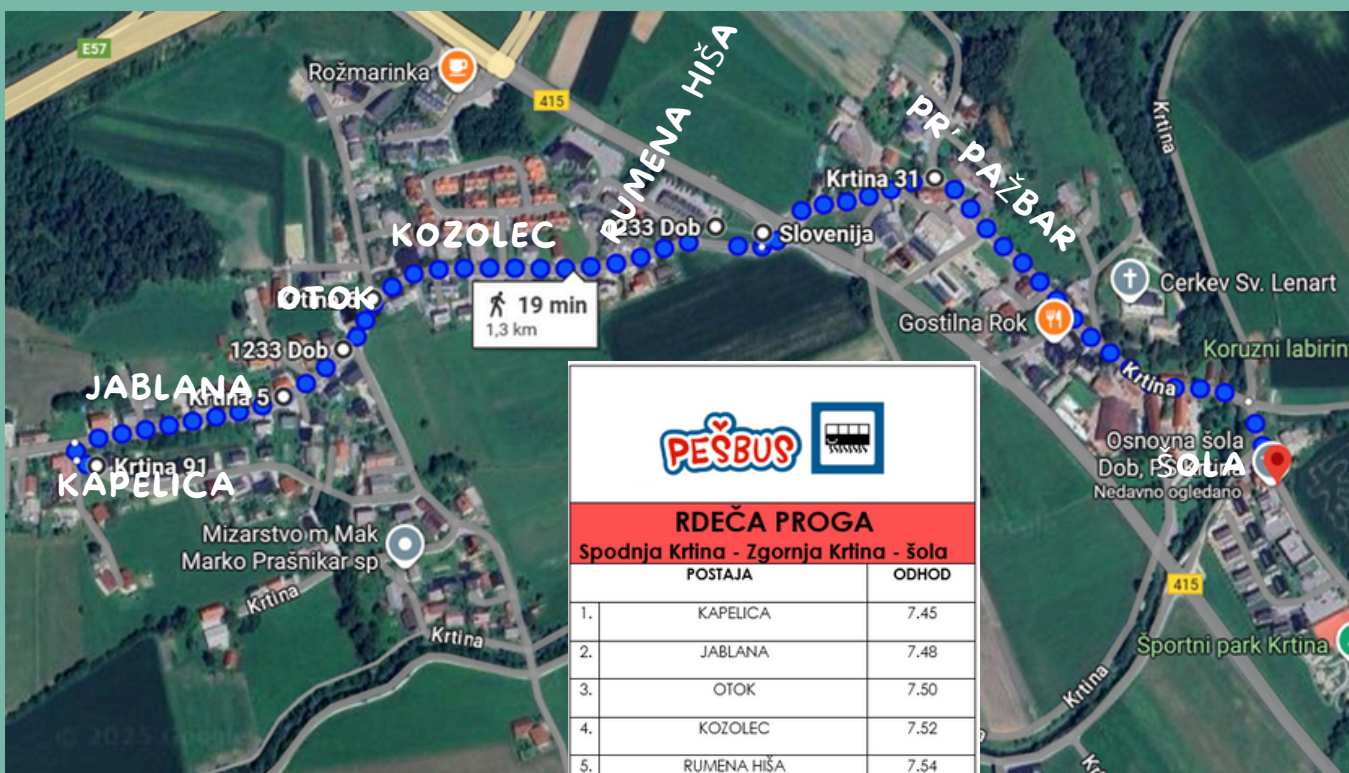 E57
Rožmarinka
415
RUMENA HIŠA
PR' PAŽBAR
Krtina
Krtina 31
KOZOLEC
1233 Dob
Slovenija
OTOK
19 min
1,3 km
Cerkev Sv. Lenart
Gostilna Rok
Koruzni labirint
1233 Dob
JABLANA
Krtina 5
Krtina
Krtina 91
KAPELICA
Osnovna šola
Dob, PŠ Krtina
ŠOLA
Nedavno ogledano
Mizarstvo m Mak
Marko Prašnikar sp
Krtina
Krtina
415
Športni park Krtina
Krtina
PEŠBUS
RDEČA PROGA
Spodnja Krtina - Zgornja Krtina - šola
POSTAJA ODHOD
1. KAPELICA 7.45
2. JABLANA 7.48
3. OTOK 7.50
4. KOZOLEC 7.52
5. RUMENA HIŠA 7.54